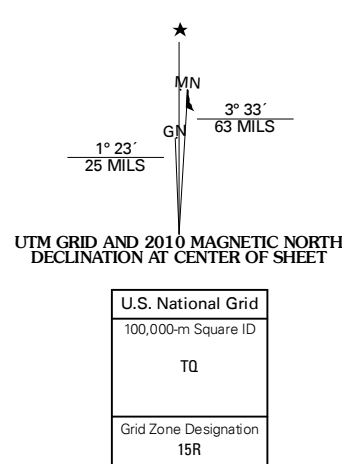 MN
3° 33´
63 MILS
GN
1° 23´
25 MILS
UTM GRID AND 2010 MAGNETIC NORTH
DECLINATION AT CENTER OF SHEET
U.S. National Grid
100,000-m Square ID
TQ
Grid Zone Designation
15R